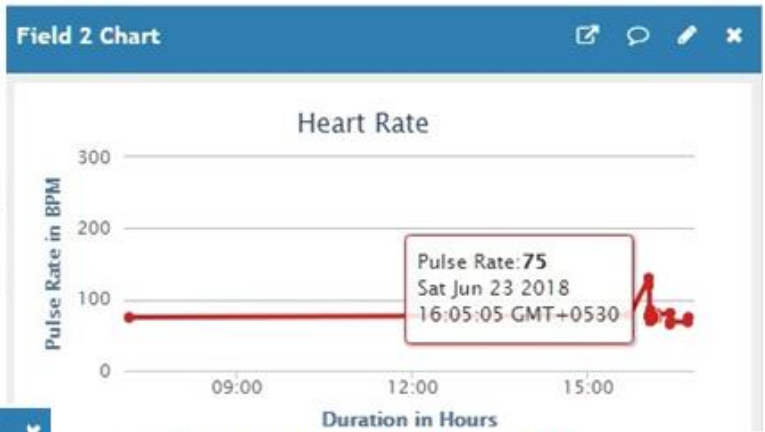 Field 2 Chart
Heart Rate
300
200
100
0
Pulse Rate in BPM
Pulse Rate:75
Sat Jun 23 2018
16:05:05 GMT+0530
09:00 12:00 15:00
Duration in Hours